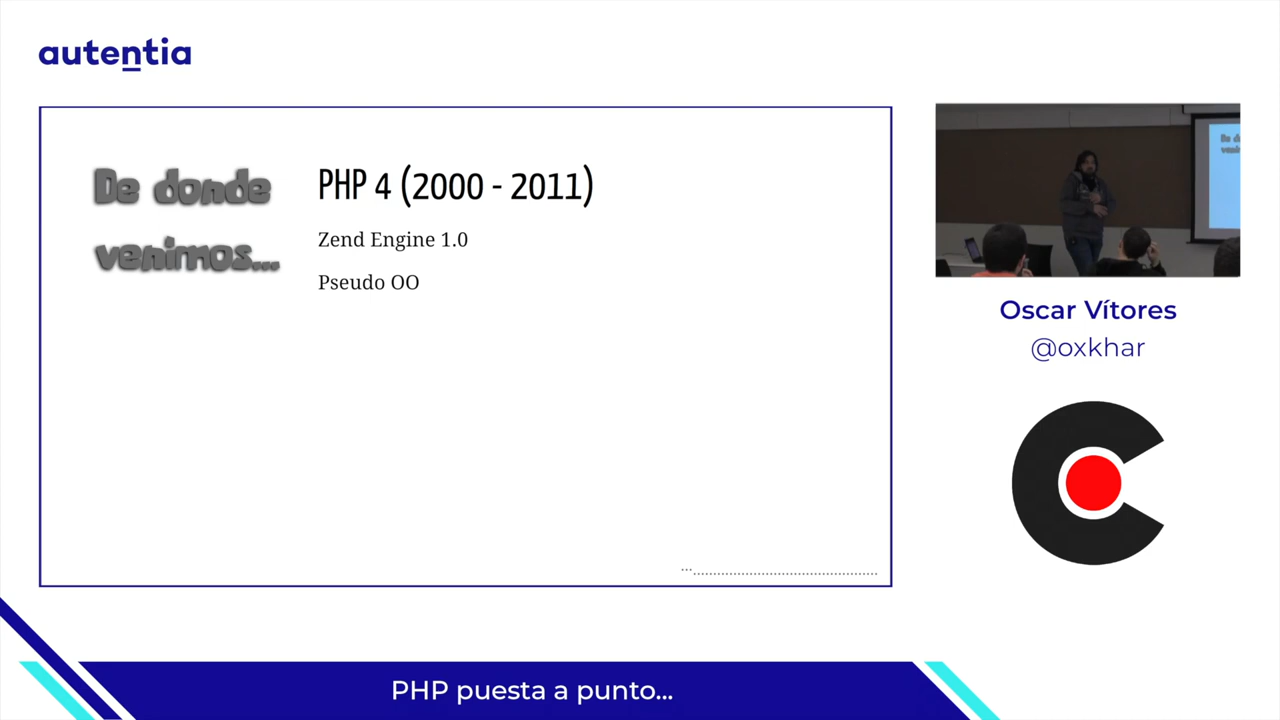 autentia
De donde
venimos...
PHP 4 (2000 - 2011)
Zend Engine 1.0
Pseudo OO
Oscar Vítores
@oxkhar
PHP puesta a punto...